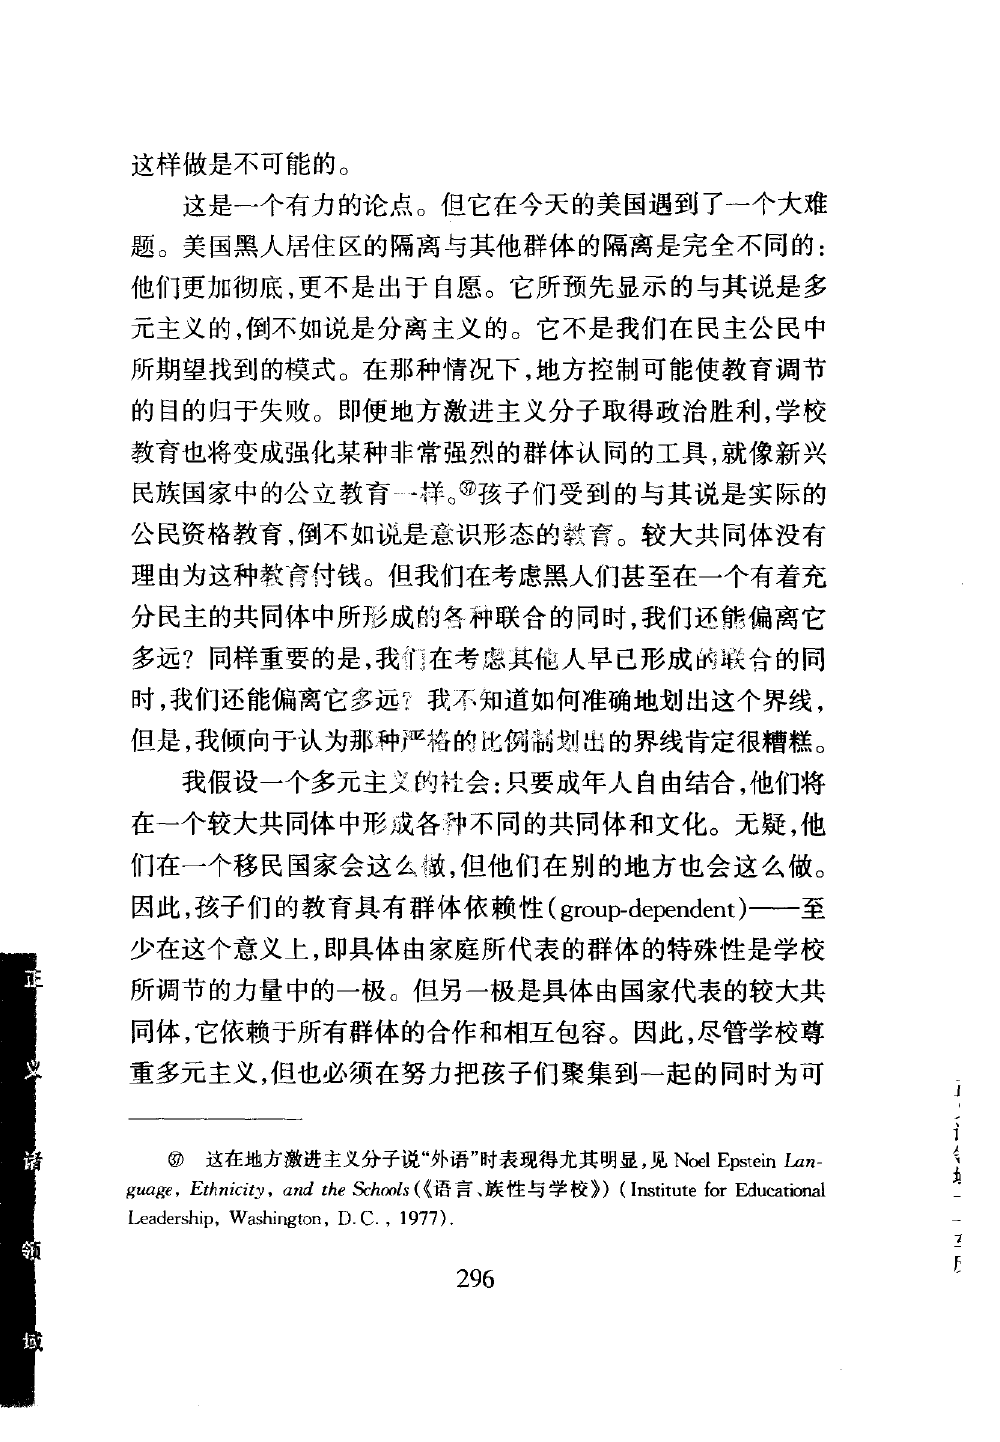 这样做是不可能的。
这是一个有力的论点。但它在今天的美国遇到了一个大难
题。美国黑人居住区的隔离与其他群体的隔离是完全不同的：
他们更加彻底，更不是出于自愿。它所预先显示的与其说是多
元主义的，倒不如说是分离主义的。它不是我们在民主公民中
所期望找到的模式。在那种情况下，地方控制可能使教育调节
的目的归于失败。即便地方激进主义分子取得政治胜利，学校
教育也将变成强化某种非常强烈的群体认同的工具，就像新兴
民族国家中的公立教育一样。㊲孩子们受到的与其说是实际的
公民资格教育，倒不如说是意识形态的教育。较大共同体没有
理由为这种教育付钱。但我们在考虑黑人们甚至在一个有着充
分民主的共同体中所形成的各种联合的同时，我们还能偏离它
多远？同样重要的是，我们在考虑其他人早已形成的联合的同
时，我们还能偏离它多远？我不知道如何准确地划出这个界线，
但是，我倾向于认为那种严格的比例制划出的界线肯定很糟糕。
我假设一个多元主义的社会：只要成年人自由结合，他们将
在一个较大共同体中形成各种不同的共同体和文化。无疑，他
们在一个移民国家会这么做，但他们在别的地方也会这么做。
因此，孩子们的教育具有群体依赖性(group-dependent)——至
少在这个意义上，即具体由家庭所代表的群体的特殊性是学校
所调节的力量中的一极。但另一极是具体由国家代表的较大共
同体，它依赖于所有群体的合作和相互包容。因此，尽管学校尊
重多元主义，但也必须在努力把孩子们聚集到一起的同时为可
㊲ 这在地方激进主义分子说“外语”时表现得尤其明显，见 Noel Epstein Lan-
guage, Ethnicity, and the Schools (《语言、族性与学校》) (Institute for Educational
Leadership, Washington, D.C., 1977).
296
正
义
诸
领
域